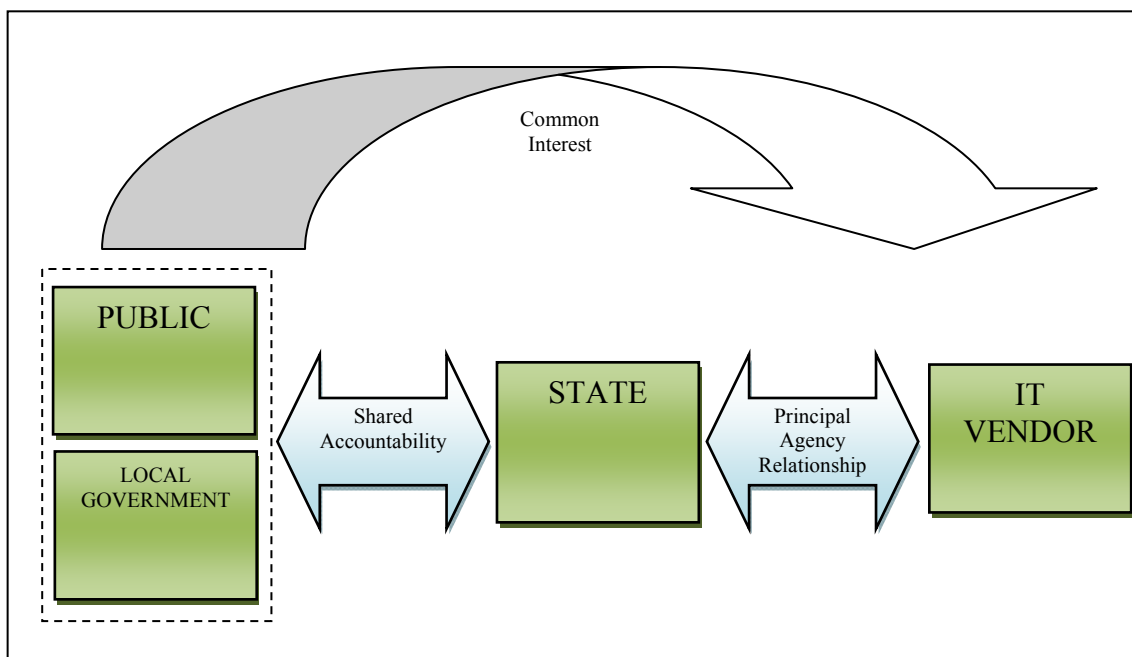 Common
Interest
PUBLIC
LOCAL
GOVERNMENT
Shared
Accountability
STATE
Principal
Agency
Relationship
IT
VENDOR